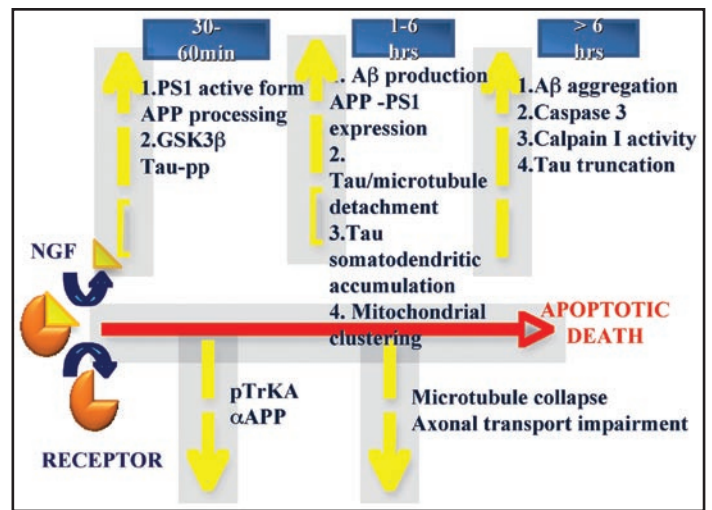 30-
60min
1.PS1 active form
APP processing
2.GSK3β
Tau-pp
1-6
hrs
1. Aβ production
APP -PS1
expression
2.
Tau/microtubule
detachment
3.Tau
somatodendritic
accumulation
4. Mitochondrial
clustering
> 6
hrs
1.Aβ aggregation
2.Caspase 3
3.Calpain I activity
4.Tau truncation
NGF
APOPTOTIC
DEATH
pTrKA
αAPP
Microtubule collapse
Axonal transport impairment
RECEPTOR